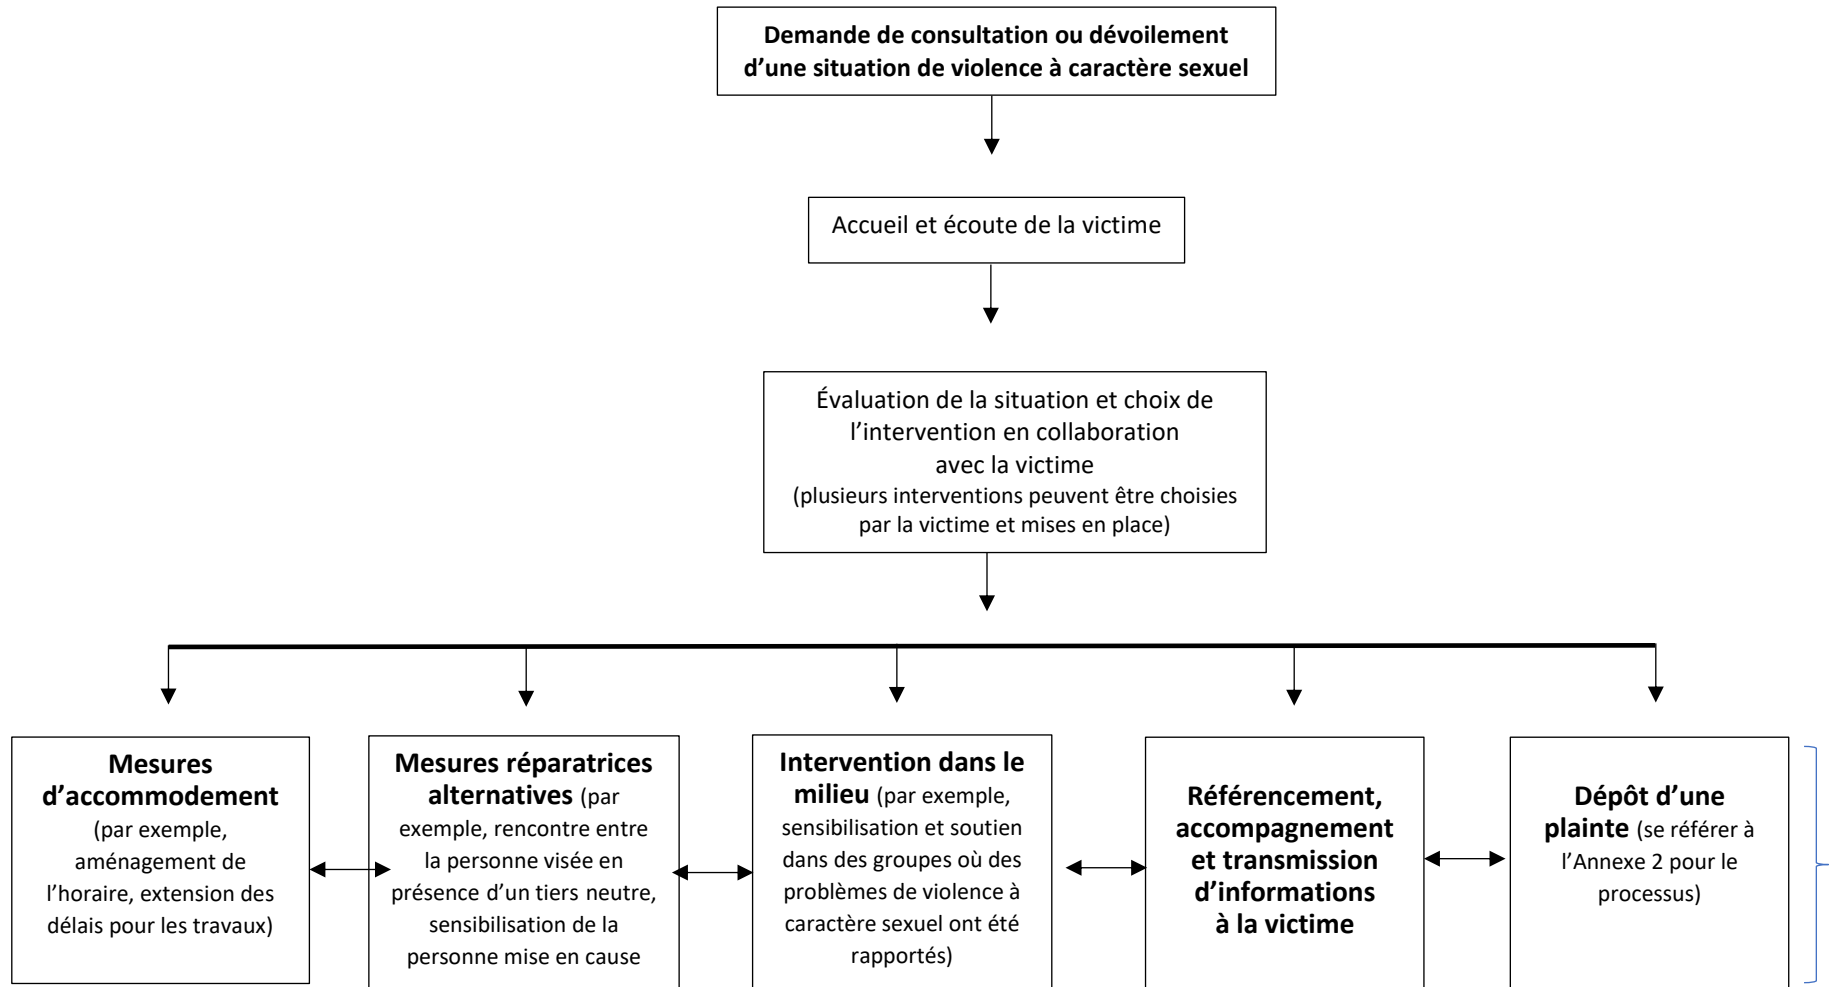 Demande de consultation ou dévoilement
d’une situation de violence à caractère sexuel
Accueil et écoute de la victime
Évaluation de la situation et choix de
l’intervention en collaboration
avec la victime
(plusieurs interventions peuvent être choisies
par la victime et mises en place)
Mesures
d’accommodement
(par exemple,
aménagement de
l’horaire, extension des
délais pour les travaux)
Mesures réparatrices
alternatives (par
exemple, rencontre entre
la personne visée en
présence d’un tiers neutre,
sensibilisation de la
personne mise en cause
Intervention dans le
milieu (par exemple,
sensibilisation et soutien
dans des groupes où des
problèmes de violence à
caractère sexuel ont été
rapportés)
Référencement,
accompagnement
et transmission
d’informations
à la victime
Dépôt d’une
plainte (se référer à
l’Annexe 2 pour le
processus)